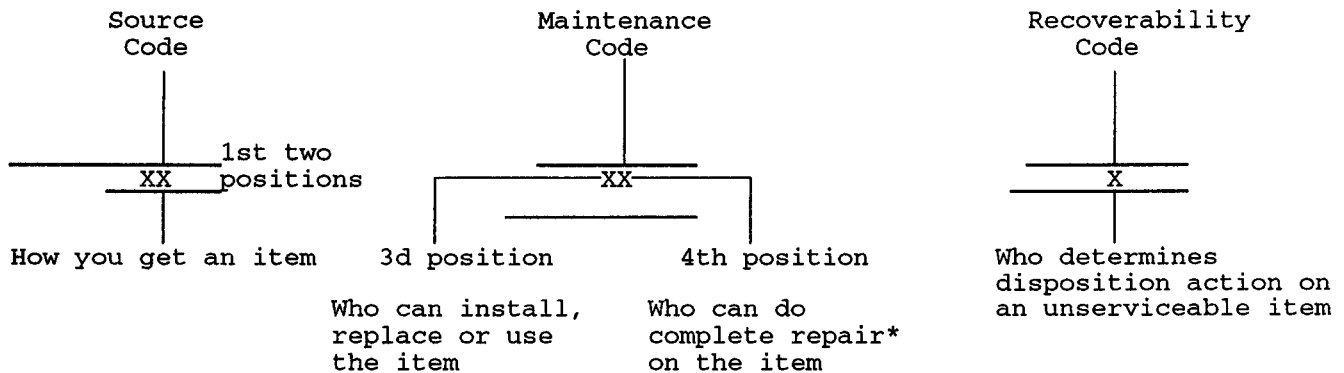 Source
Code
Maintenance
Code
Recoverability
Code
1st two
positions
XX
XX
X
How you get an item
3d position
4th position
Who determines
disposition action on
an unserviceable item
Who can install,
replace or use
the item
Who can do
complete repair*
on the item